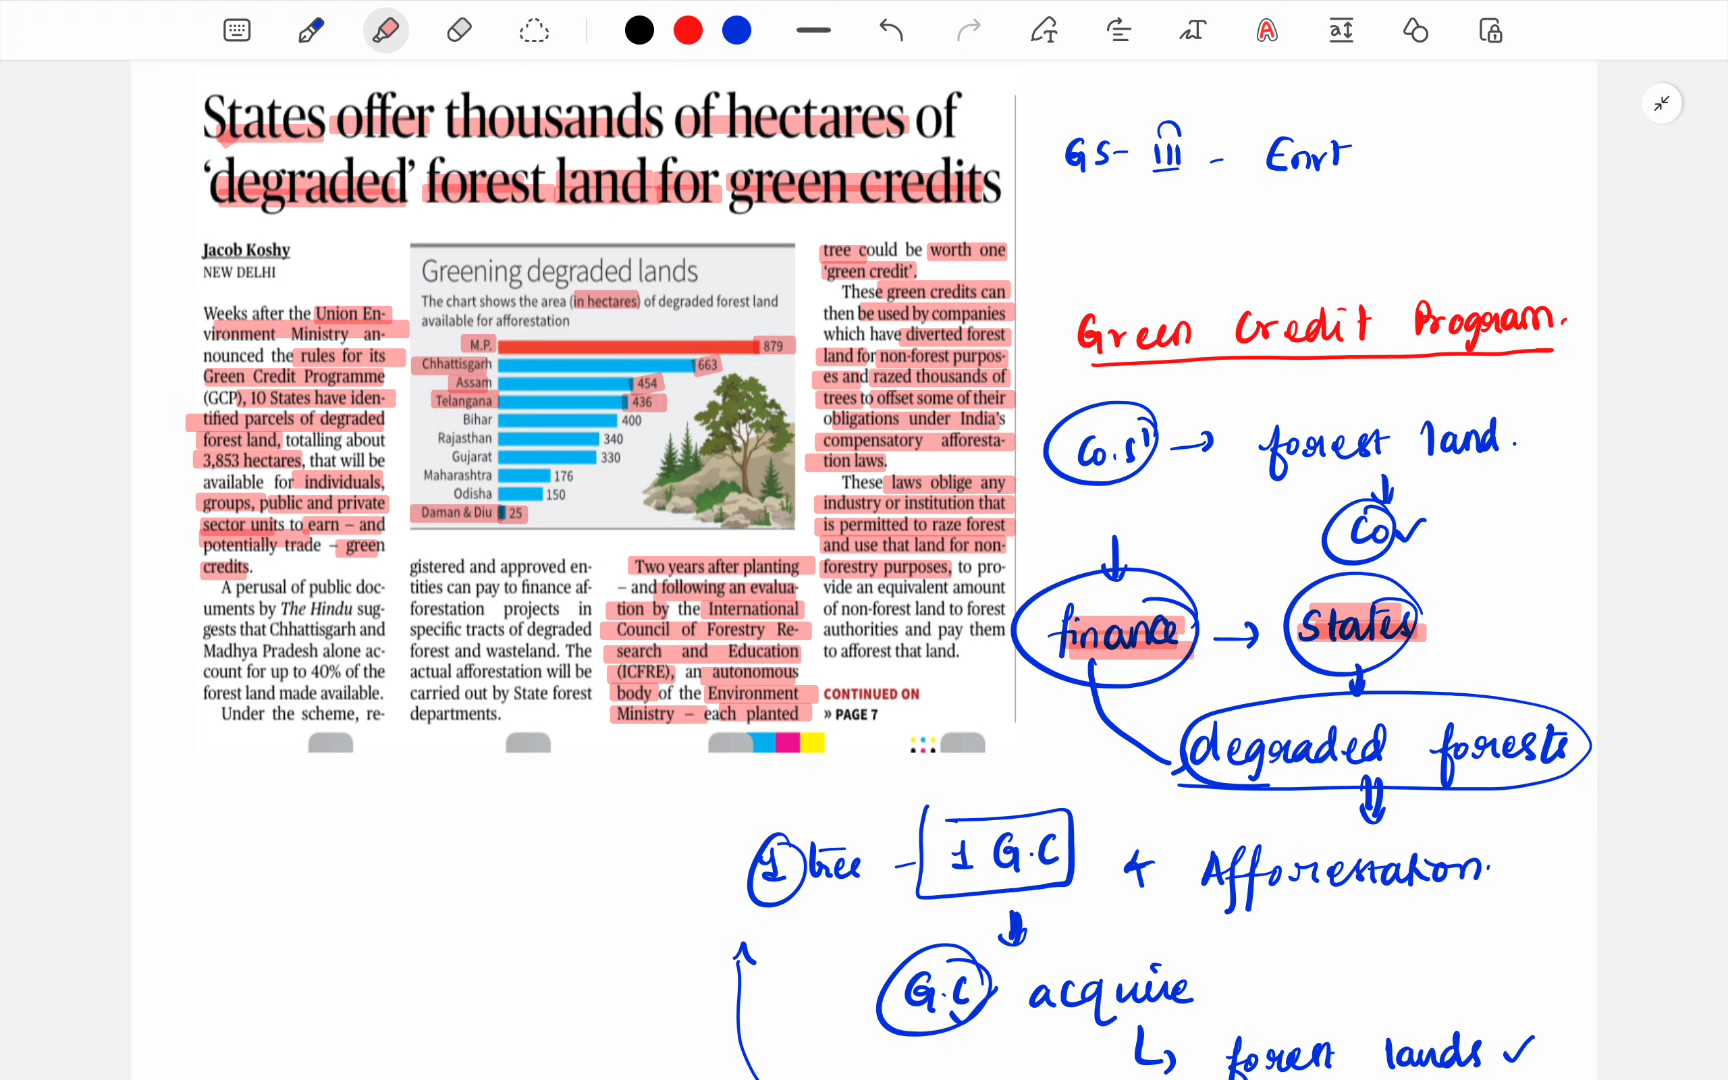 States offer thousands of hectares of
‘degraded’ forest land for green credits
Jacob Koshy
NEW DELHI
Weeks after the Union En-
vironment Ministry an-
nounced the rules for its
Green Credit Programme
(GCP), 10 States have iden-
tified parcels of degraded
forest land, totalling about
3,853 hectares, that will be
available for individuals,
groups, public and private
sector units to earn – and
potentially trade – green
credits.
A perusal of public doc-
uments by The Hindu sug-
gests that Chhattisgarh and
Madhya Pradesh alone ac-
count for up to 40% of the
forest land made available.
Under the scheme, re-
Greening degraded lands
The chart shows the area (in hectares) of degraded forest land
available for afforestation
M.P. 879
Chhattisgarh 663
Assam 454
Telangana 436
Bihar 400
Rajasthan 340
Gujarat 330
Maharashtra 176
Odisha 150
Daman & Diu 25
gistered and approved en-
tities can pay to finance af-
forestation projects in
specific tracts of degraded
forest and wasteland. The
actual afforestation will be
carried out by State forest
departments.
Two years after planting
– and following an evalua-
tion by the International
Council of Forestry Re-
search and Education
(ICFRE), an autonomous
body of the Environment
Ministry – each planted
tree could be worth one
‘green credit’.
These green credits can
then be used by companies
which have diverted forest
land for non-forest purpos-
es and razed thousands of
trees to offset some of their
obligations under India’s
compensatory afforesta-
tion laws.
These laws oblige any
industry or institution that
is permitted to raze forest
and use that land for non-
forestry purposes, to pro-
vide an equivalent amount
of non-forest land to forest
authorities and pay them
to afforest that land.
CONTINUED ON
» PAGE 7
GS- III - Envt
Green Credit Program.
Co.s → forest land.
Co ✓
finance → States
degraded forests
1 tree - 1 G.C
Afforestation.
G.C acquire
forest lands ✓